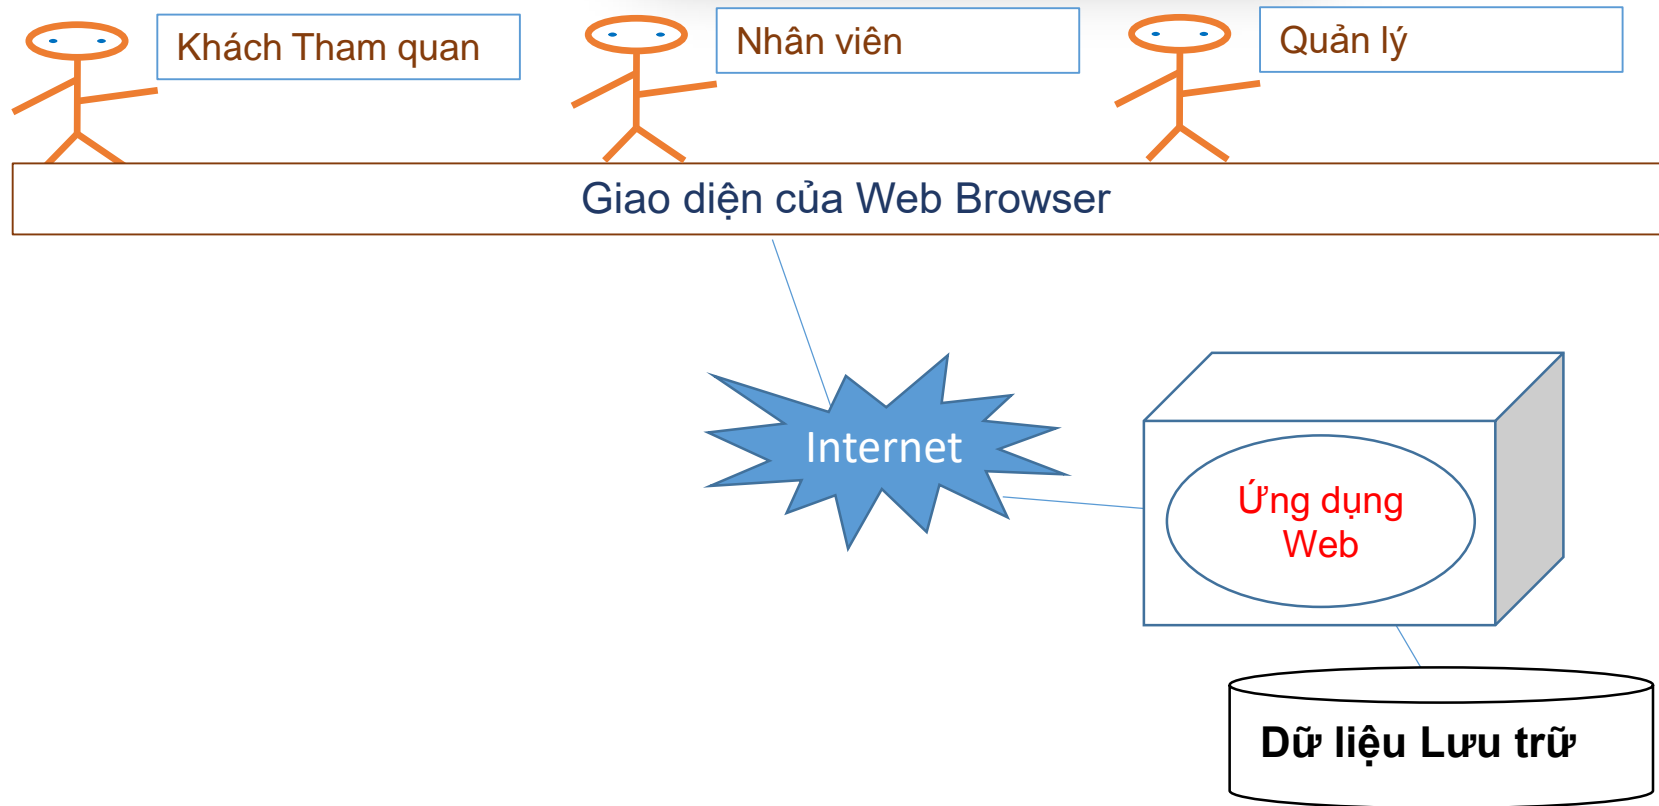 Khách Tham quan
Nhân viên
Quản lý
Giao diện của Web Browser
Internet
Ứng dụng
Web
Dữ liệu Lưu trữ